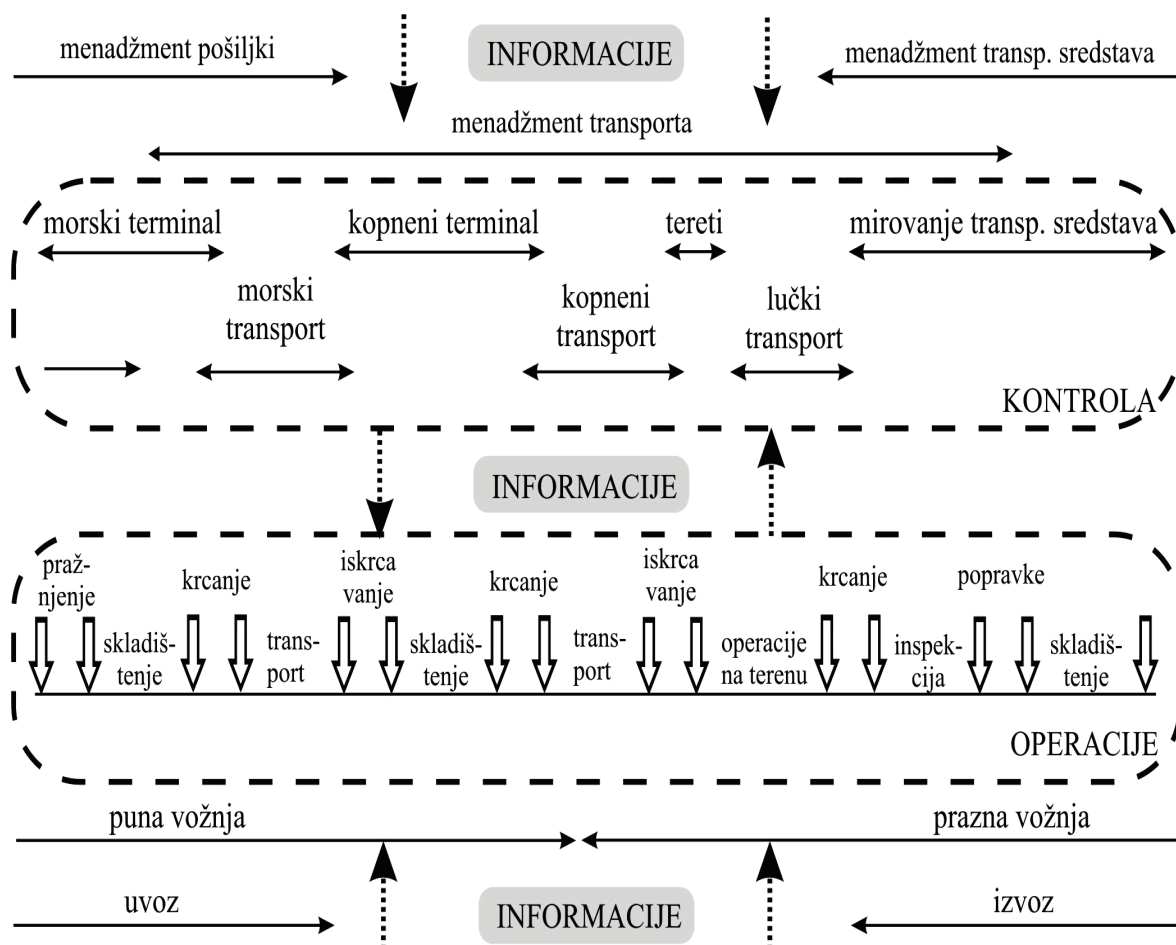 menadžment pošiljki
INFORMACIJE
menadžment transp. sredstava
menadžment transporta
morski terminal
kopneni terminal
tereti
mirovanje transp. sredstava
morski
transport
kopneni
transport
lučki
transport
KONTROLA
INFORMACIJE
praž-
njenje
krcanje
iskrca
vanje
krcanje
iskrca
vanje
krcanje
popravke
skladiš-
tenje
trans-
port
skladiš-
tenje
trans-
port
operacije
na terenu
inspek-
cija
skladiš-
tenje
OPERACIJE
puna vožnja
prazna vožnja
uvoz
INFORMACIJE
izvoz